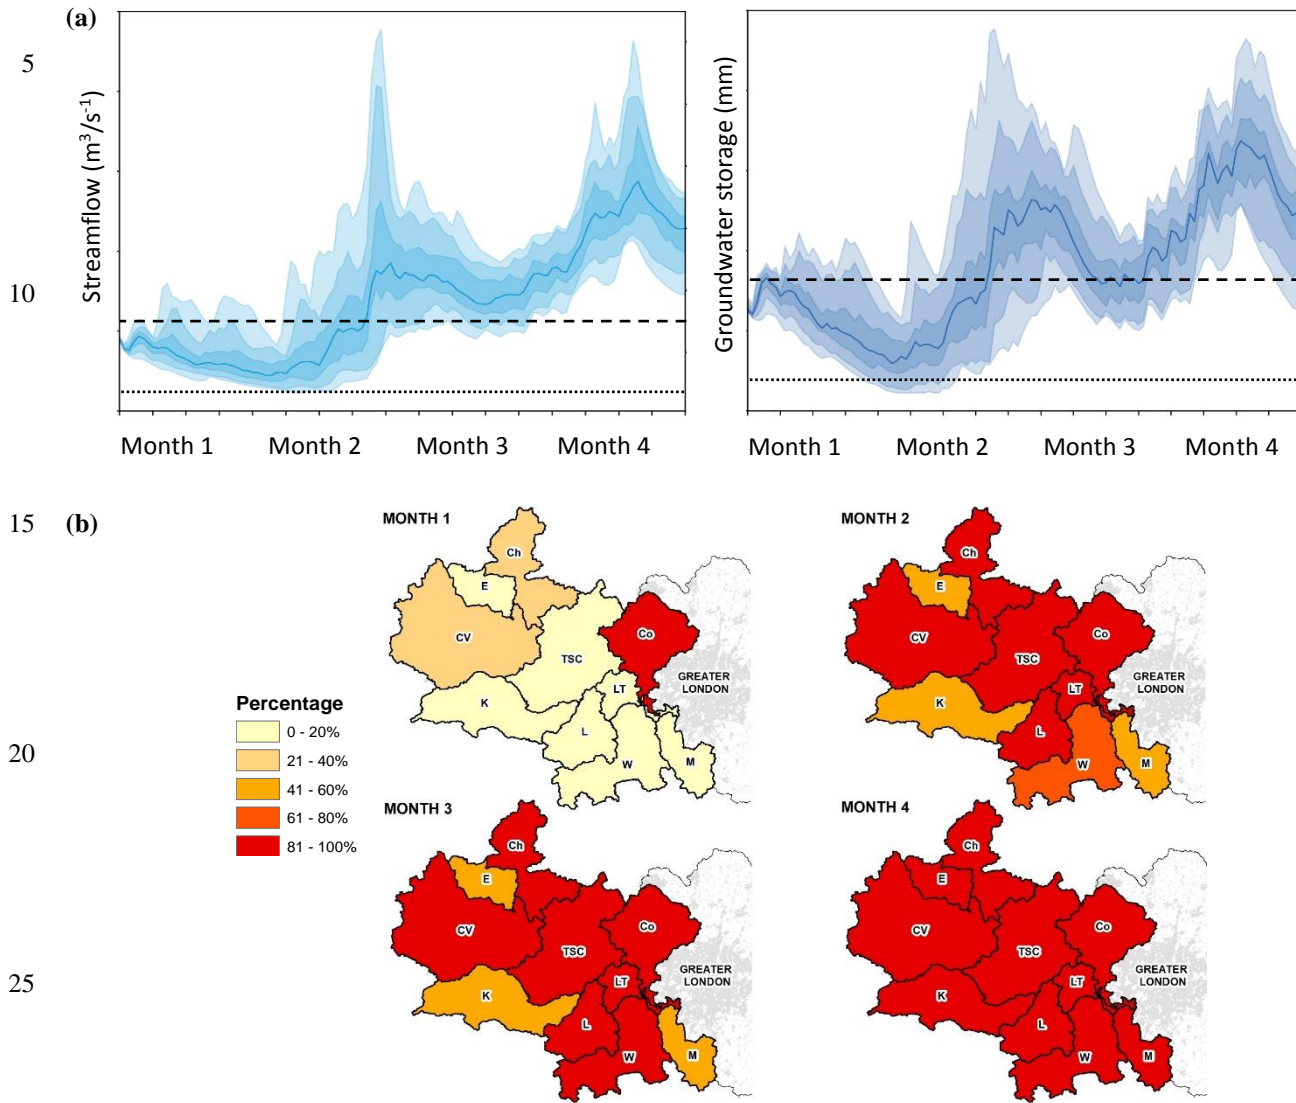 (a)
5
10
Streamflow (m³/s⁻¹)
Month 1 Month 2 Month 3 Month 4
Groundwater storage (mm)
Month 1 Month 2 Month 3 Month 4
15
(b)
20
25
Percentage
0 - 20%
21 - 40%
41 - 60%
61 - 80%
81 - 100%
MONTH 1
Ch
E
CV
Co
TSC
GREATER
LONDON
LT
K
L
W
M
MONTH 2
Ch
E
CV
Co
TSC
GREATER
LONDON
LT
K
L
W
M
MONTH 3
Ch
E
CV
Co
TSC
GREATER
LONDON
LT
K
L
W
M
MONTH 4
Ch
E
CV
Co
TSC
GREATER
LONDON
LT
K
L
W
M